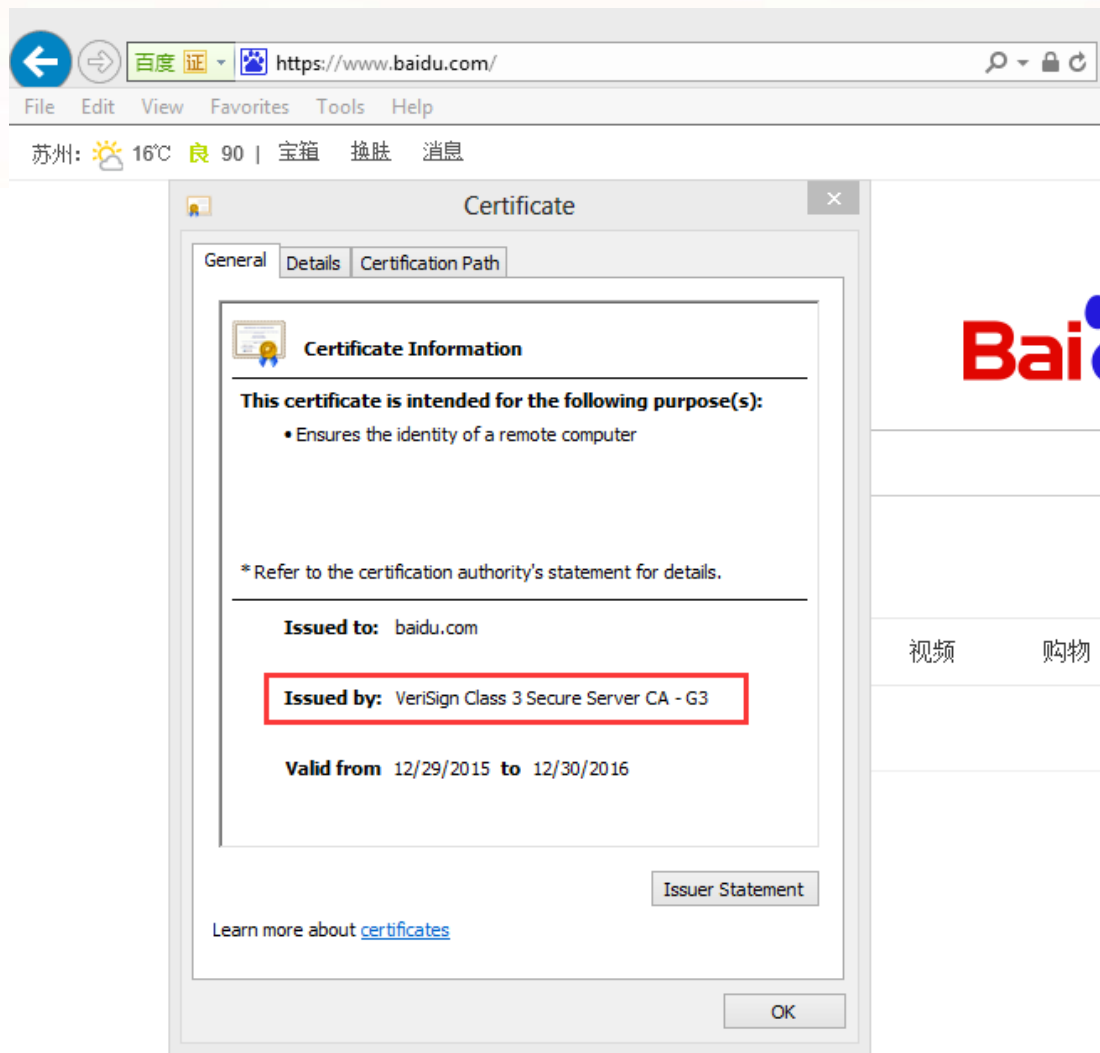 百度 证 https://www.baidu.com/
File Edit View Favorites Tools Help
苏州: 16℃ 良 90 | 宝箱 换肤 消息
Certificate
General Details Certification Path
Certificate Information
This certificate is intended for the following purpose(s):
• Ensures the identity of a remote computer
* Refer to the certification authority's statement for details.
Issued to: baidu.com
Issued by: VeriSign Class 3 Secure Server CA - G3
Valid from 12/29/2015 to 12/30/2016
Issuer Statement
Learn more about certificates
OK
Bai
视频 购物